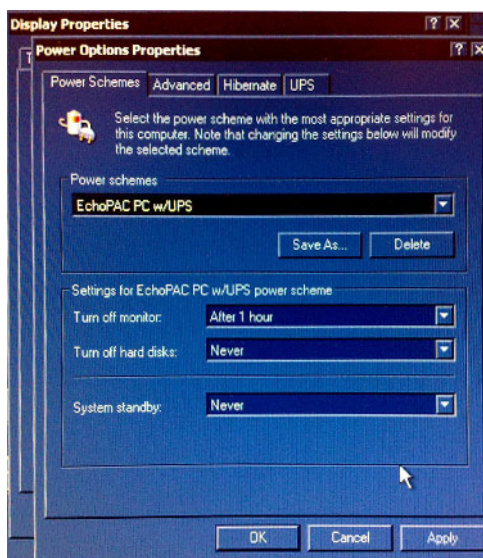 Display Properties
Power Options Properties
Power Schemes Advanced Hibernate UPS
Select the power scheme with the most appropriate settings for
this computer. Note that changing the settings below will modify
the selected scheme.
Power schemes
EchoPAC PC w/UPS
Save As... Delete
Settings for EchoPAC PC w/UPS power scheme
Turn off monitor: After 1 hour
Turn off hard disks: Never
System standby: Never
OK Cancel Apply